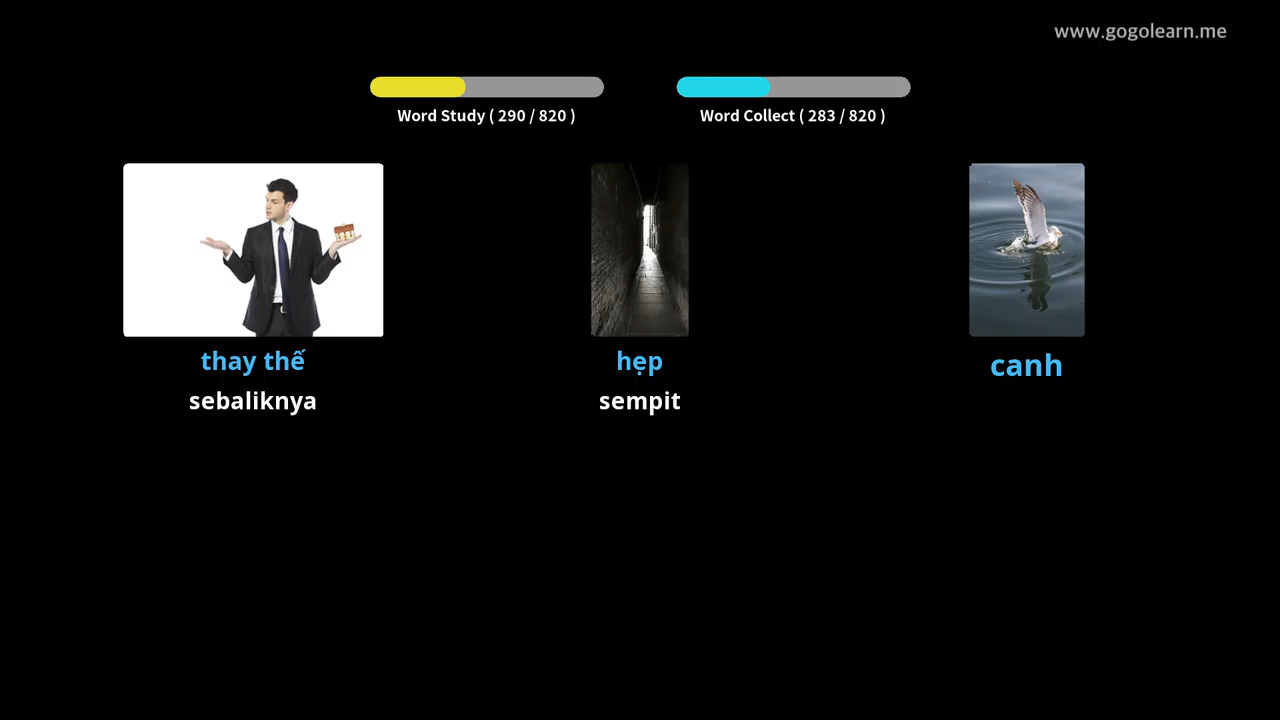 www.gogolearn.me
Word Study ( 290 / 820 )
Word Collect ( 283 / 820 )
thay thế
sebaliknya
hẹp
sempit
canh